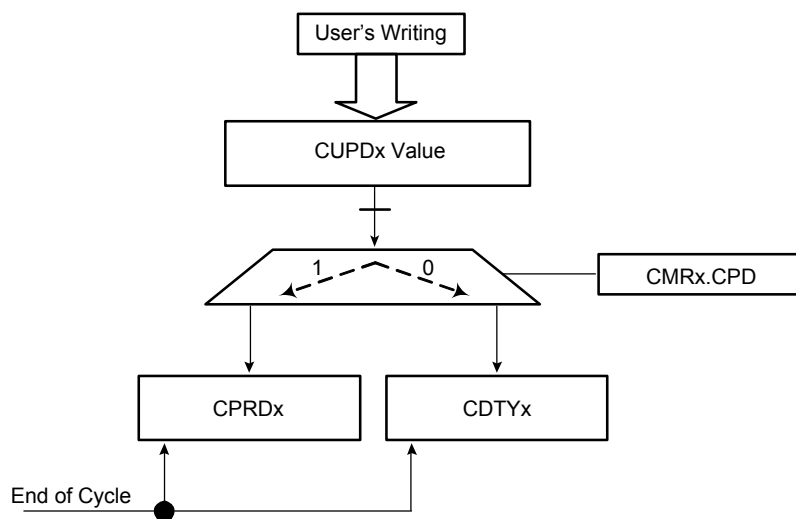 User's Writing
CUPDx Value
1
0
CMRx.CPD
CPRDx
CDTYx
End of Cycle